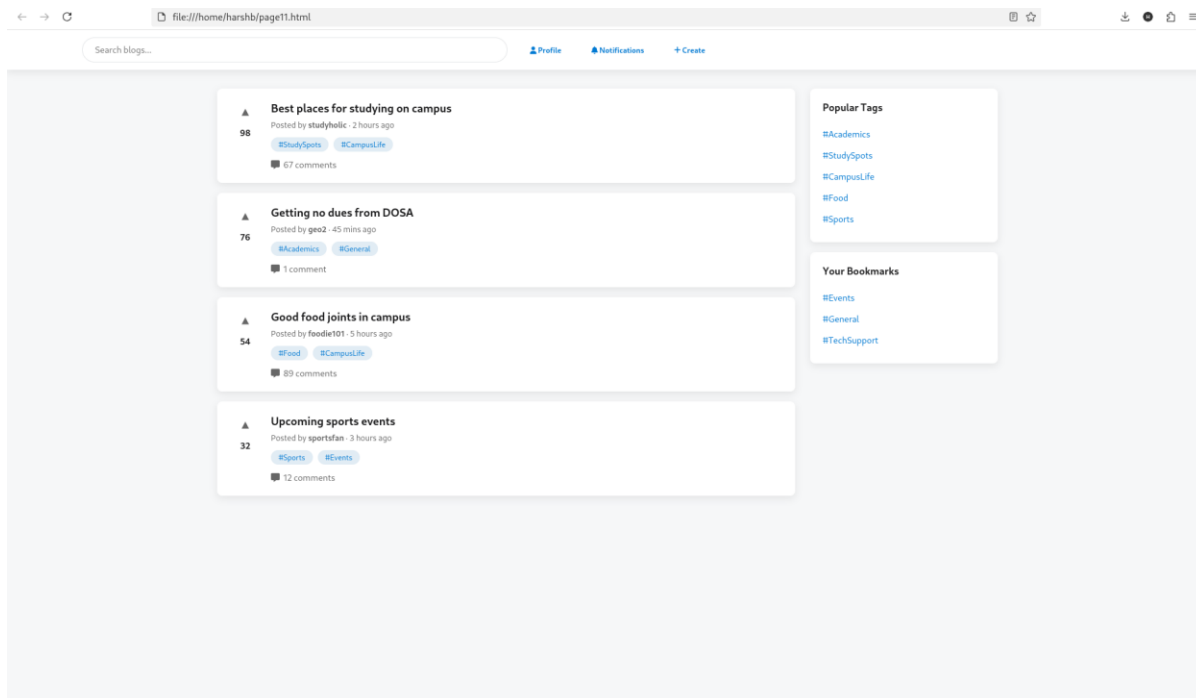 file:///home/harshb/page11.html
Search blogs...
Profile
Notifications
+ Create
Best places for studying on campus
Posted by studyholic · 2 hours ago
98
#StudySpots #CampusLife
67 comments
Getting no dues from DOSA
Posted by geo2 · 45 mins ago
76
#Academics #General
1 comment
Good food joints in campus
Posted by foodie101 · 5 hours ago
54
#Food #CampusLife
89 comments
Upcoming sports events
Posted by sportsfan · 3 hours ago
32
#Sports #Events
12 comments
Popular Tags
#Academics
#StudySpots
#CampusLife
#Food
#Sports
Your Bookmarks
#Events
#General
#TechSupport